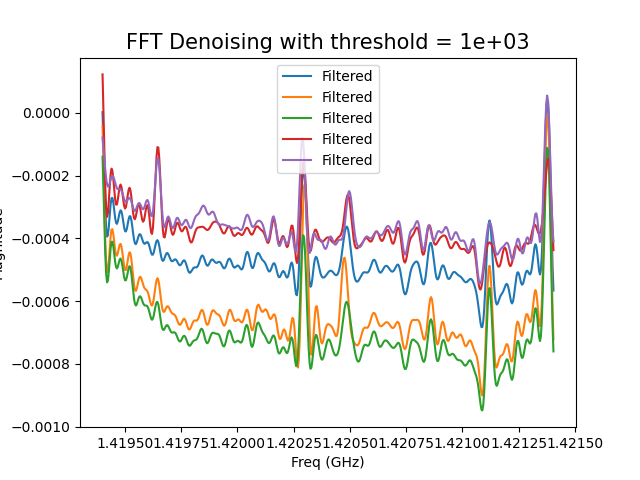 FFT Denoising with threshold = 1e+03
Filtered
Filtered
Filtered
Filtered
Filtered
0.0000
−0.0002
−0.0004
−0.0006
−0.0008
−0.0010
1.41950 1.41975 1.42000 1.42025 1.42050 1.42075 1.42100 1.42125 1.42150
Freq (GHz)